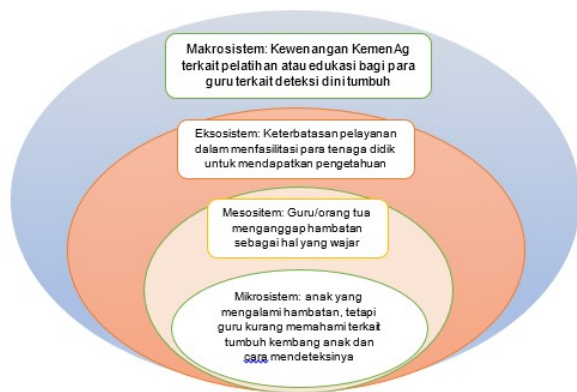 Makrosistem: Kewenangan KemenAg
terkait pelatihan atau edukasi bagi para
guru terkait deteksi dini tumbuh
Eksosistem: Keterbatasan pelayanan
dalam menfasilitasi para tenaga didik
untuk mendapatkan pengetahuan
Mesositem: Guru/orang tua
menganggap hambatan
sebagai hal yang wajar
Mikrosistem: anak yang
mengalami hambatan, tetapi
guru kurang memahami terkait
tumbuh kembang anak dan
cara mendeteksinya